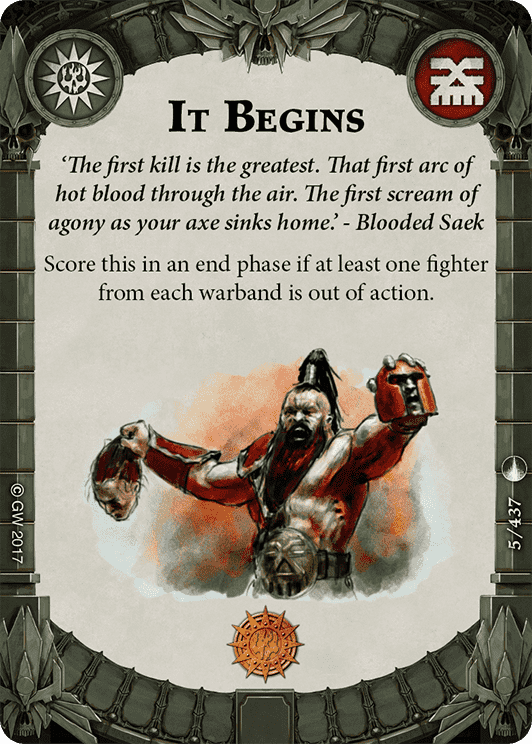 IT BEGINS
‘The first kill is the greatest. That first arc of
hot blood through the air. The first scream of
agony as your axe sinks home.’ - Blooded Saek
Score this in an end phase if at least one fighter
from each warband is out of action.
© GW 2017
5/437